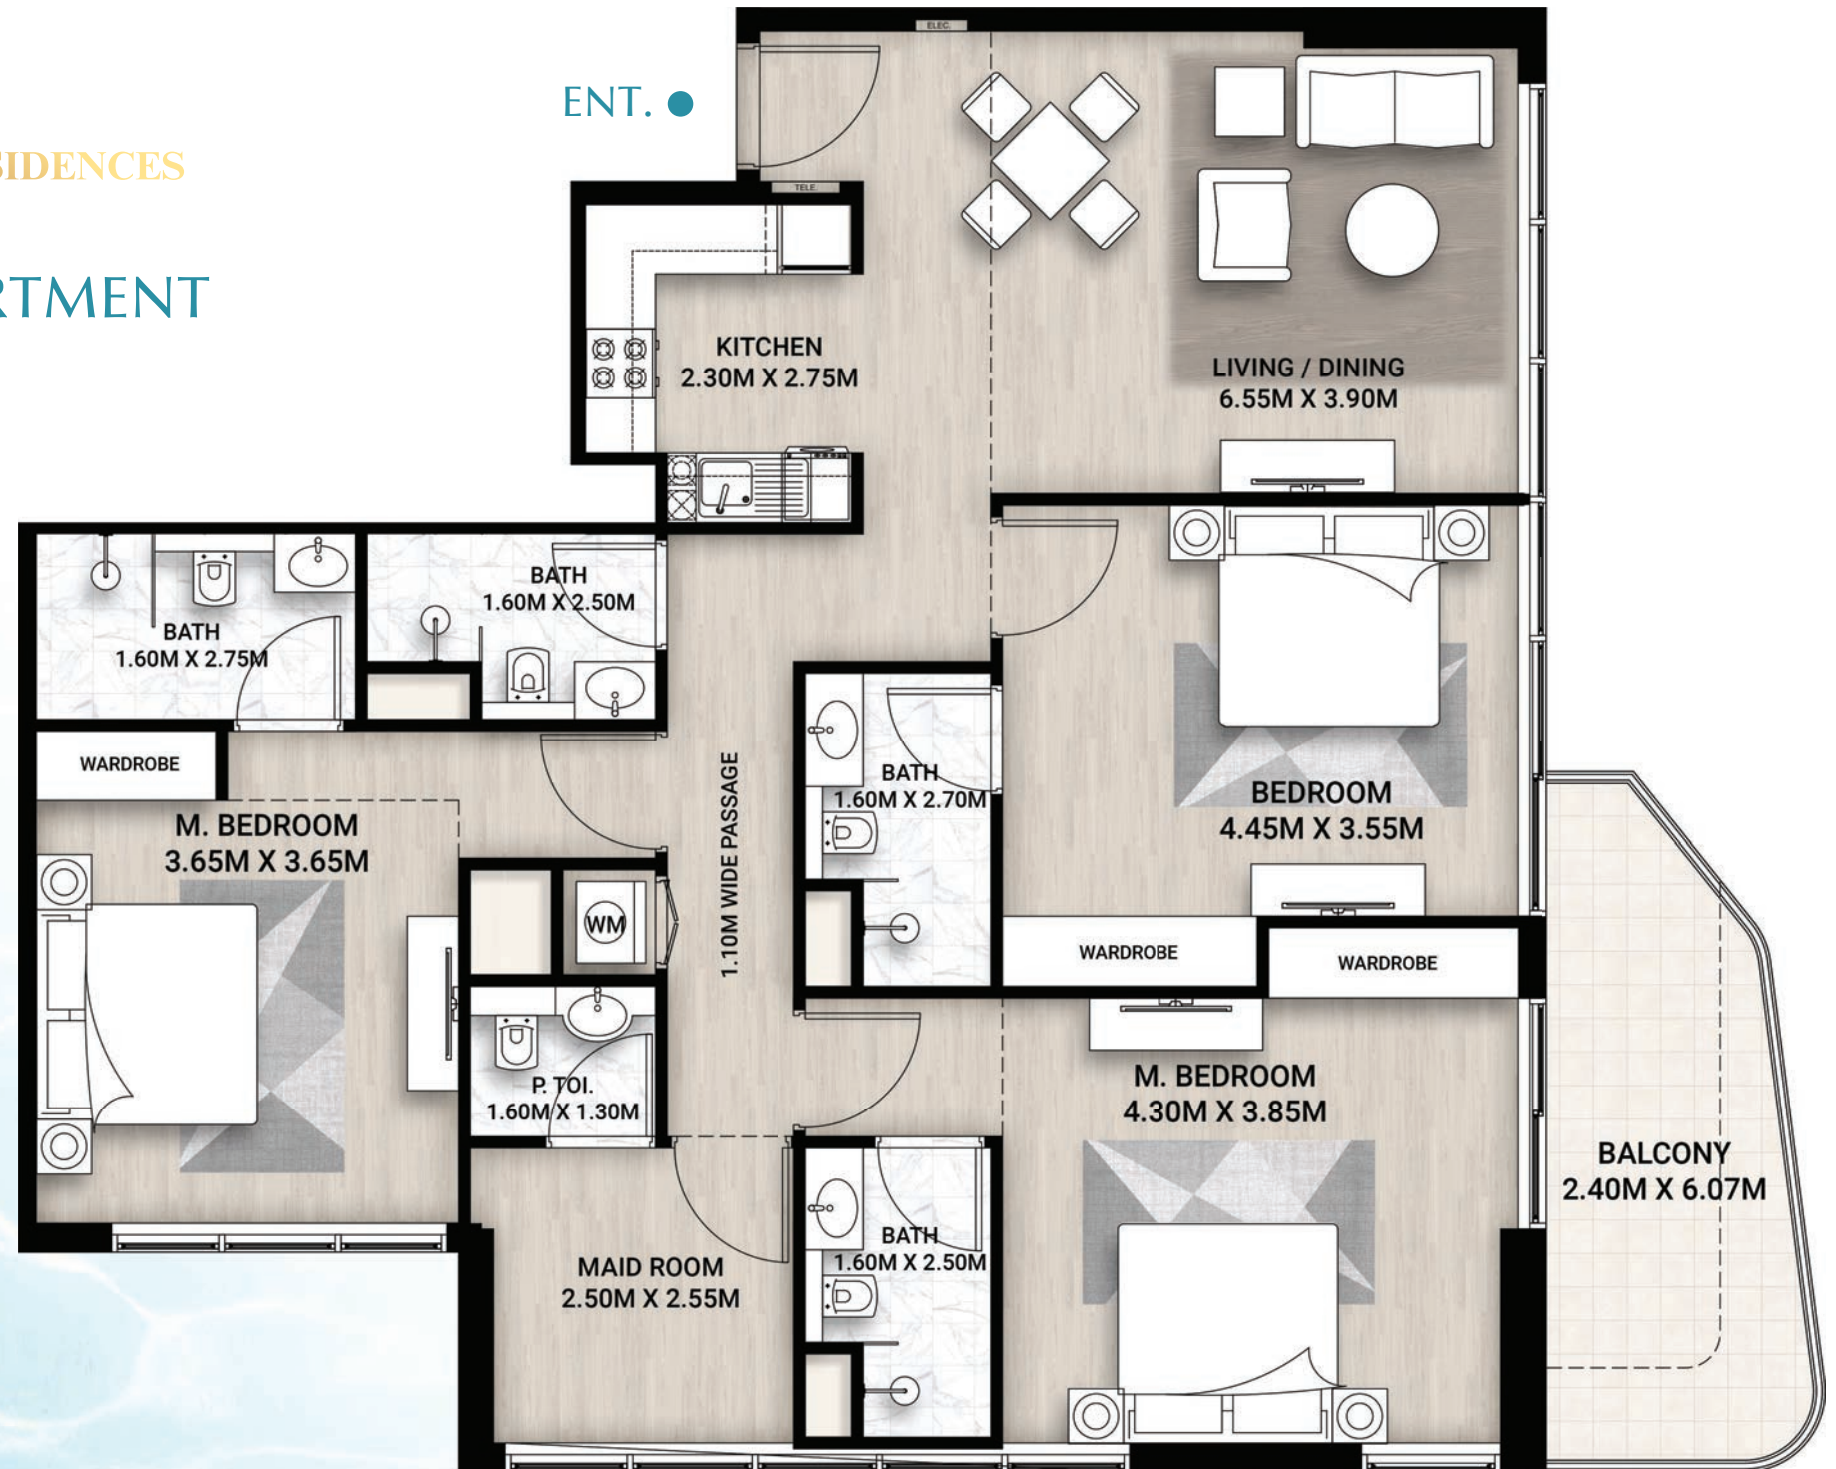 ELEC.
ENT.
SIDENCES
TELE.
RTMENT
KITCHEN
2.30M X 2.75M
LIVING / DINING
6.55M X 3.90M
BATH
1.60M X 2.50M
BATH
1.60M X 2.75M
WARDROBE
1.10M WIDE PASSAGE
BATH
1.60M X 2.70M
BEDROOM
4.45M X 3.55M
M. BEDROOM
3.65M X 3.65M
WM
WARDROBE
WARDROBE
P. TOI.
1.60M X 1.30M
M. BEDROOM
4.30M X 3.85M
BALCONY
2.40M X 6.07M
MAID ROOM
2.50M X 2.55M
BATH
1.60M X 2.50M